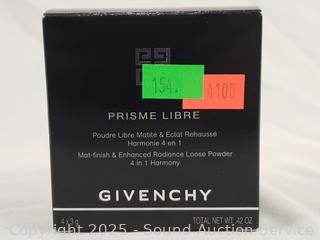 154.
4100
PRISME LIBRE
Poudre Libre Matité & Éclat Rehaussé
Harmonie 4 en 1
Mat-finish & Enhanced Radiance Loose Powder
4 in 1 Harmony
GIVENCHY
4 x 3 g
TOTAL NET WT. .42 OZ
Copyright 2025 - Sound Auction Service